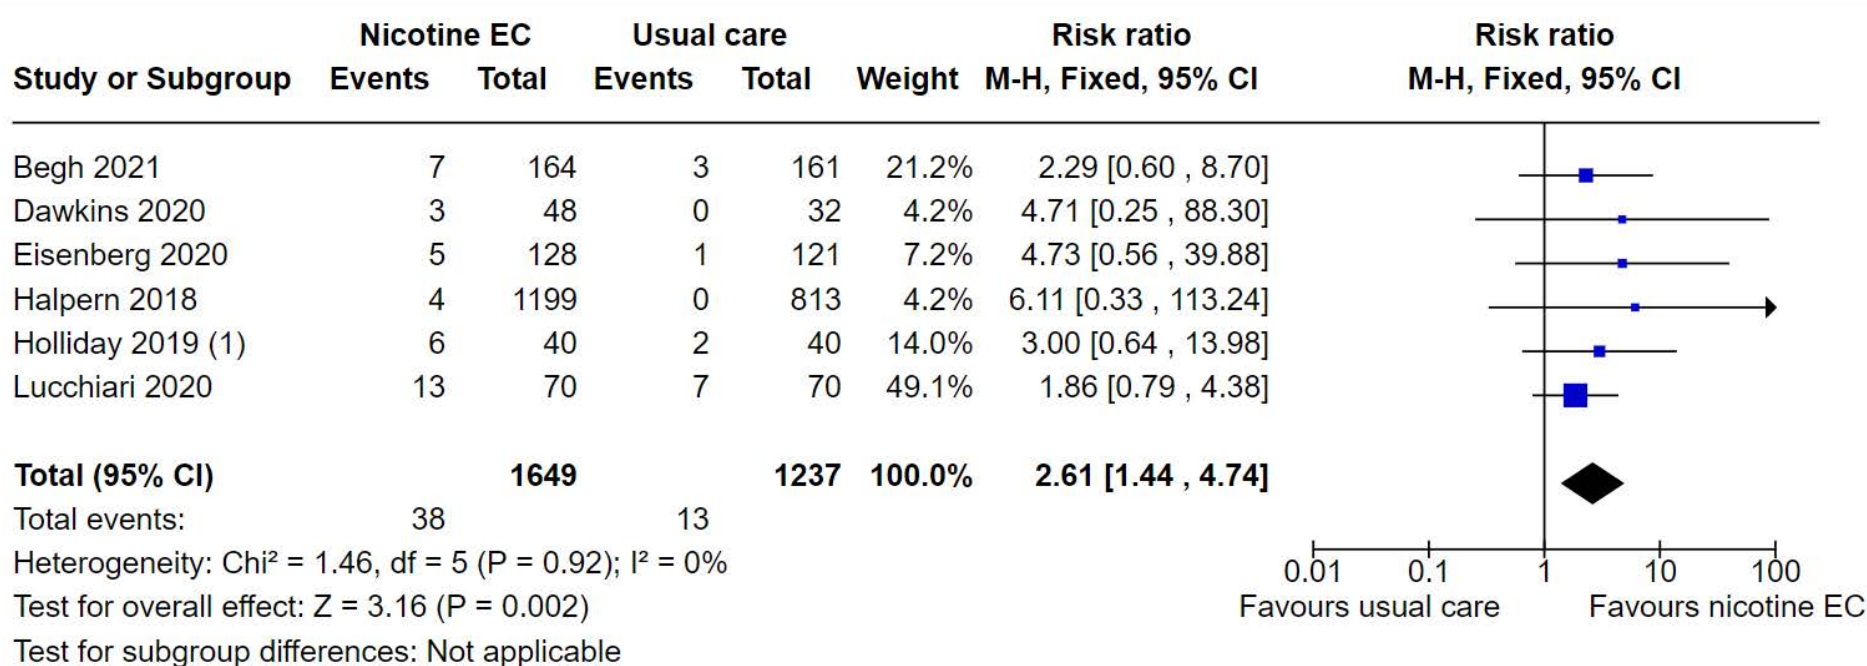 Nicotine EC Usual care Risk ratio Risk ratio
Study or Subgroup Events Total Events Total Weight M-H, Fixed, 95% CI M-H, Fixed, 95% CI
Begh 2021 7 164 3 161 21.2% 2.29 [0.60 , 8.70]
Dawkins 2020 3 48 0 32 4.2% 4.71 [0.25 , 88.30]
Eisenberg 2020 5 128 1 121 7.2% 4.73 [0.56 , 39.88]
Halpern 2018 4 1199 0 813 4.2% 6.11 [0.33 , 113.24]
Holliday 2019 (1) 6 40 2 40 14.0% 3.00 [0.64 , 13.98]
Lucchiari 2020 13 70 7 70 49.1% 1.86 [0.79 , 4.38]
Total (95% CI) 1649 1237 100.0% 2.61 [1.44 , 4.74]
Total events: 38 13
Heterogeneity: Chi² = 1.46, df = 5 (P = 0.92); I² = 0%
0.01 0.1 1 10 100
Test for overall effect: Z = 3.16 (P = 0.002)
Favours usual care Favours nicotine EC
Test for subgroup differences: Not applicable